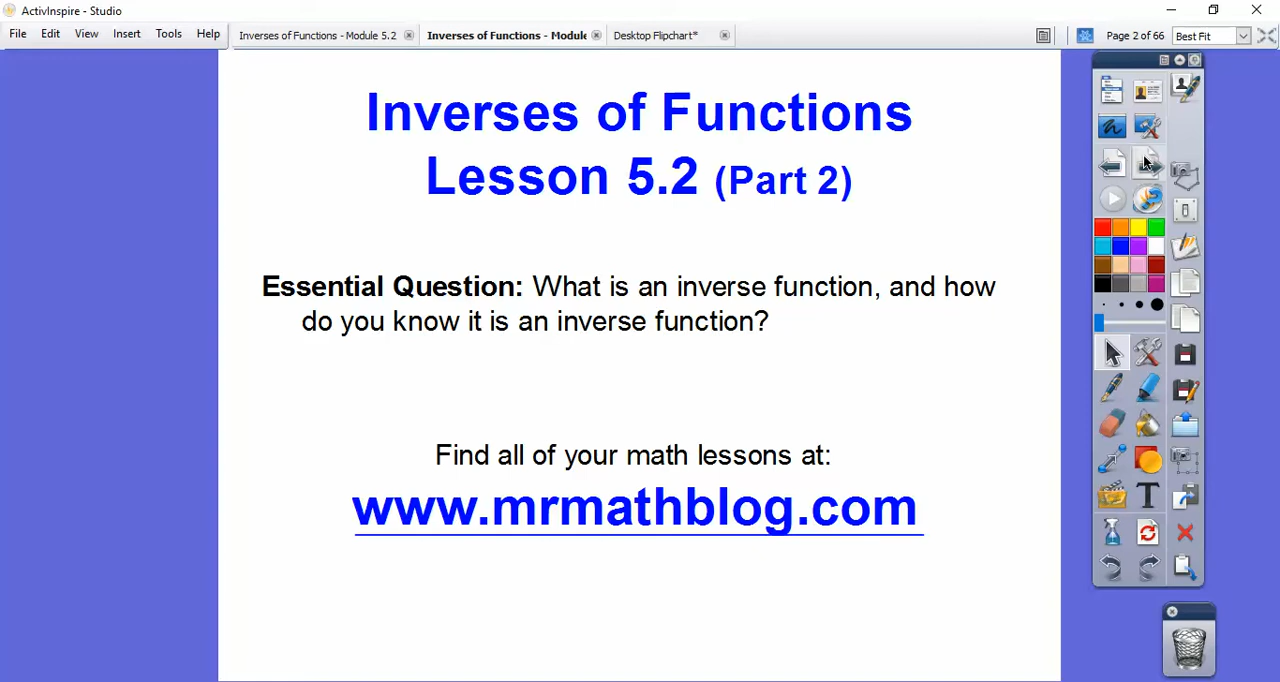 ActivInspire - Studio
File Edit View Insert Tools Help
Inverses of Functions - Module 5.2
Inverses of Functions - Module
Desktop Flipchart*
Page 2 of 66
Best Fit
Inverses of Functions
Lesson 5.2 (Part 2)
Essential Question: What is an inverse function, and how
do you know it is an inverse function?
Find all of your math lessons at:
www.mrmathblog.com